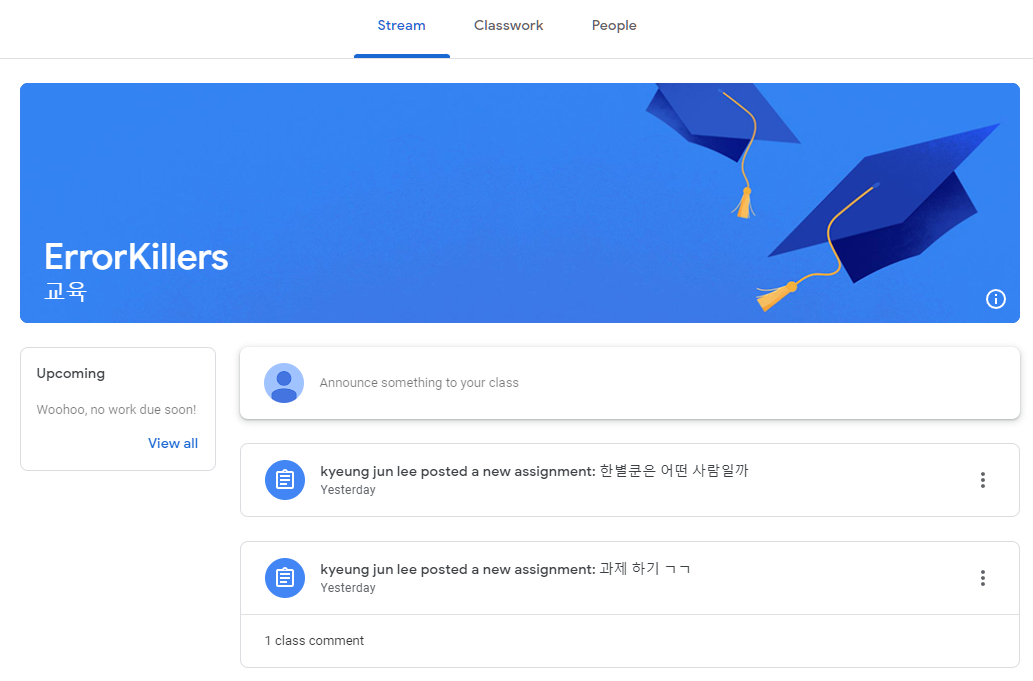 Stream Classwork People
ErrorKillers
교육
Upcoming
Woohoo, no work due soon!
View all
Announce something to your class
kyeung jun lee posted a new assignment: 한별쿤은 어떤 사람일까
Yesterday
kyeung jun lee posted a new assignment: 과제 하기 ㄱㄱ
Yesterday
1 class comment